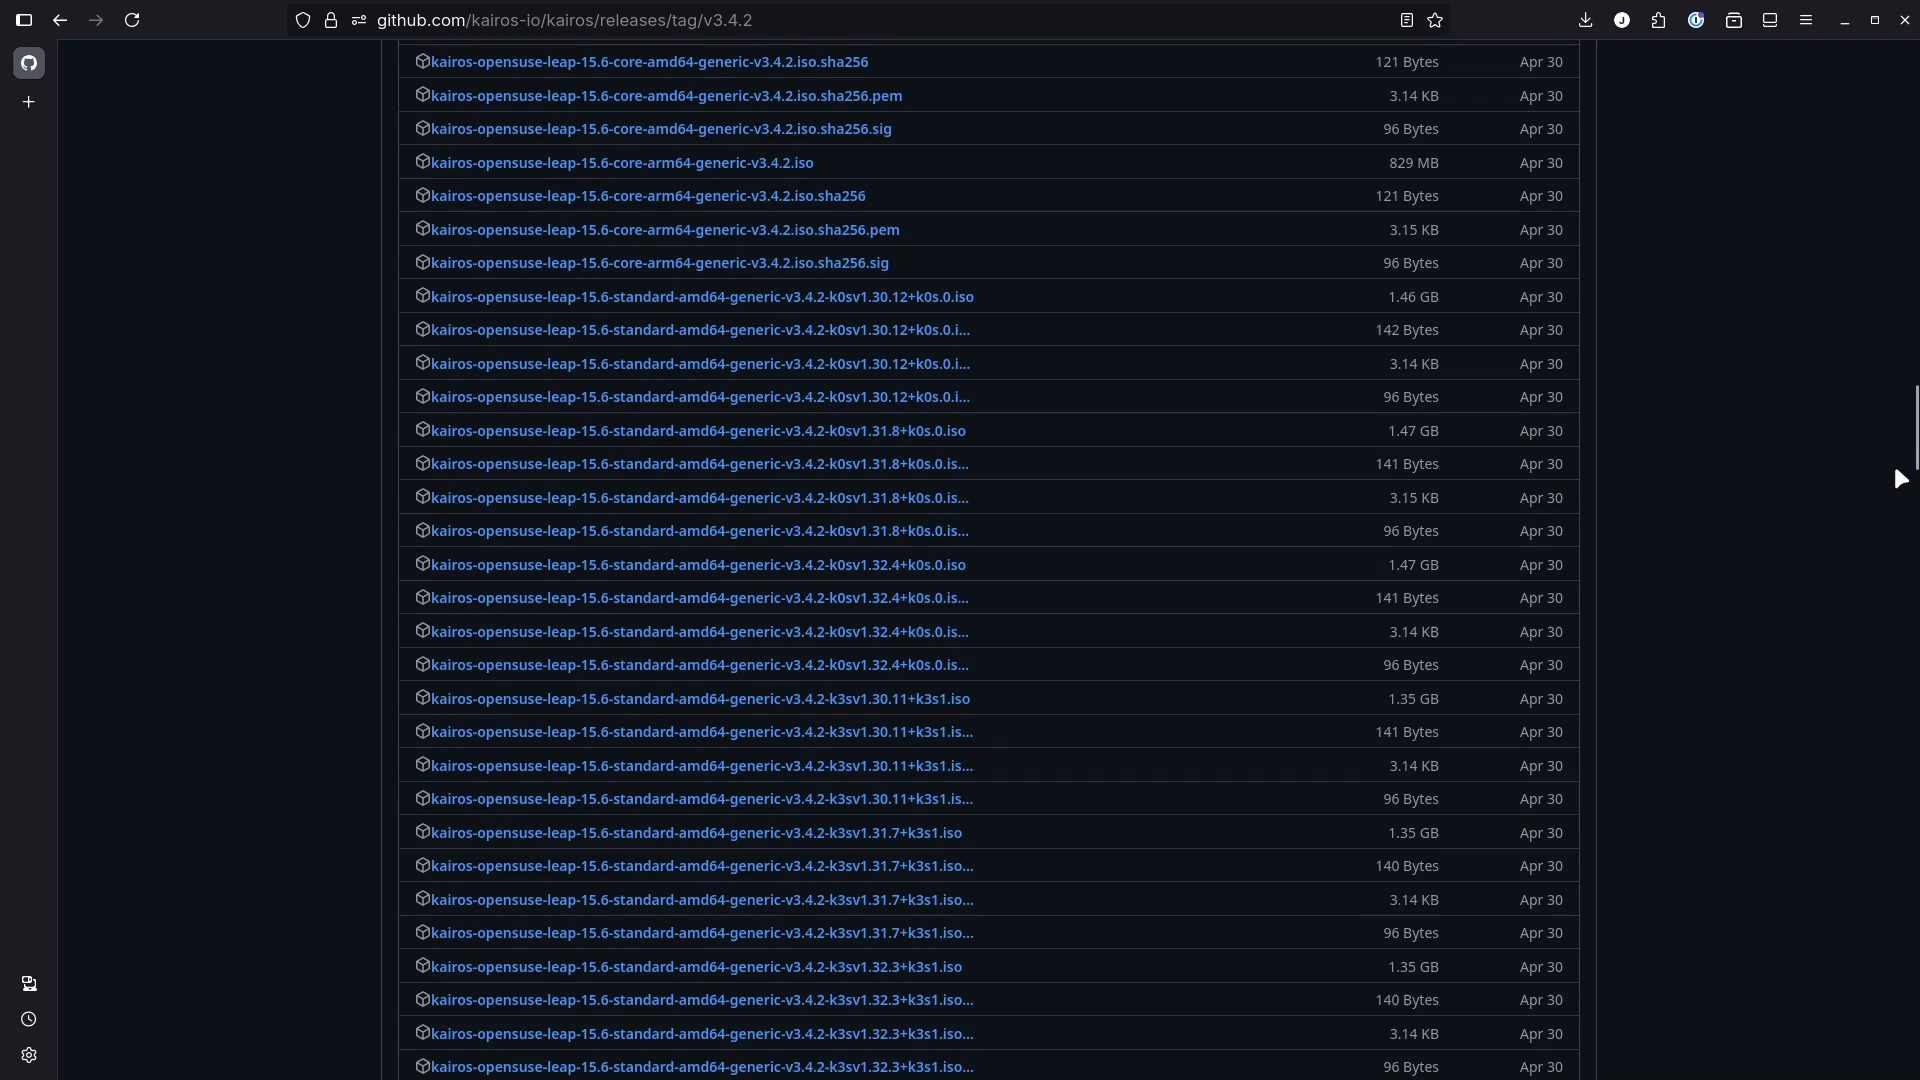 github.com/kairos-io/kairos/releases/tag/v3.4.2
J
kairos-opensuse-leap-15.6-core-amd64-generic-v3.4.2.iso.sha256 121 Bytes Apr 30
kairos-opensuse-leap-15.6-core-amd64-generic-v3.4.2.iso.sha256.pem 3.14 KB Apr 30
kairos-opensuse-leap-15.6-core-amd64-generic-v3.4.2.iso.sha256.sig 96 Bytes Apr 30
kairos-opensuse-leap-15.6-core-arm64-generic-v3.4.2.iso 829 MB Apr 30
kairos-opensuse-leap-15.6-core-arm64-generic-v3.4.2.iso.sha256 121 Bytes Apr 30
kairos-opensuse-leap-15.6-core-arm64-generic-v3.4.2.iso.sha256.pem 3.15 KB Apr 30
kairos-opensuse-leap-15.6-core-arm64-generic-v3.4.2.iso.sha256.sig 96 Bytes Apr 30
kairos-opensuse-leap-15.6-standard-amd64-generic-v3.4.2-k0sv1.30.12+k0s.0.iso 1.46 GB Apr 30
kairos-opensuse-leap-15.6-standard-amd64-generic-v3.4.2-k0sv1.30.12+k0s.0.i... 142 Bytes Apr 30
kairos-opensuse-leap-15.6-standard-amd64-generic-v3.4.2-k0sv1.30.12+k0s.0.i... 3.14 KB Apr 30
kairos-opensuse-leap-15.6-standard-amd64-generic-v3.4.2-k0sv1.30.12+k0s.0.i... 96 Bytes Apr 30
kairos-opensuse-leap-15.6-standard-amd64-generic-v3.4.2-k0sv1.31.8+k0s.0.iso 1.47 GB Apr 30
kairos-opensuse-leap-15.6-standard-amd64-generic-v3.4.2-k0sv1.31.8+k0s.0.is... 141 Bytes Apr 30
kairos-opensuse-leap-15.6-standard-amd64-generic-v3.4.2-k0sv1.31.8+k0s.0.is... 3.15 KB Apr 30
kairos-opensuse-leap-15.6-standard-amd64-generic-v3.4.2-k0sv1.31.8+k0s.0.is... 96 Bytes Apr 30
kairos-opensuse-leap-15.6-standard-amd64-generic-v3.4.2-k0sv1.32.4+k0s.0.iso 1.47 GB Apr 30
kairos-opensuse-leap-15.6-standard-amd64-generic-v3.4.2-k0sv1.32.4+k0s.0.is... 141 Bytes Apr 30
kairos-opensuse-leap-15.6-standard-amd64-generic-v3.4.2-k0sv1.32.4+k0s.0.is... 3.14 KB Apr 30
kairos-opensuse-leap-15.6-standard-amd64-generic-v3.4.2-k0sv1.32.4+k0s.0.is... 96 Bytes Apr 30
kairos-opensuse-leap-15.6-standard-amd64-generic-v3.4.2-k3sv1.30.11+k3s1.iso 1.35 GB Apr 30
kairos-opensuse-leap-15.6-standard-amd64-generic-v3.4.2-k3sv1.30.11+k3s1.is... 141 Bytes Apr 30
kairos-opensuse-leap-15.6-standard-amd64-generic-v3.4.2-k3sv1.30.11+k3s1.is... 3.14 KB Apr 30
kairos-opensuse-leap-15.6-standard-amd64-generic-v3.4.2-k3sv1.30.11+k3s1.is... 96 Bytes Apr 30
kairos-opensuse-leap-15.6-standard-amd64-generic-v3.4.2-k3sv1.31.7+k3s1.iso 1.35 GB Apr 30
kairos-opensuse-leap-15.6-standard-amd64-generic-v3.4.2-k3sv1.31.7+k3s1.iso... 140 Bytes Apr 30
kairos-opensuse-leap-15.6-standard-amd64-generic-v3.4.2-k3sv1.31.7+k3s1.iso... 3.14 KB Apr 30
kairos-opensuse-leap-15.6-standard-amd64-generic-v3.4.2-k3sv1.31.7+k3s1.iso... 96 Bytes Apr 30
kairos-opensuse-leap-15.6-standard-amd64-generic-v3.4.2-k3sv1.32.3+k3s1.iso 1.35 GB Apr 30
kairos-opensuse-leap-15.6-standard-amd64-generic-v3.4.2-k3sv1.32.3+k3s1.iso... 140 Bytes Apr 30
kairos-opensuse-leap-15.6-standard-amd64-generic-v3.4.2-k3sv1.32.3+k3s1.iso... 3.14 KB Apr 30
kairos-opensuse-leap-15.6-standard-amd64-generic-v3.4.2-k3sv1.32.3+k3s1.iso... 96 Bytes Apr 30